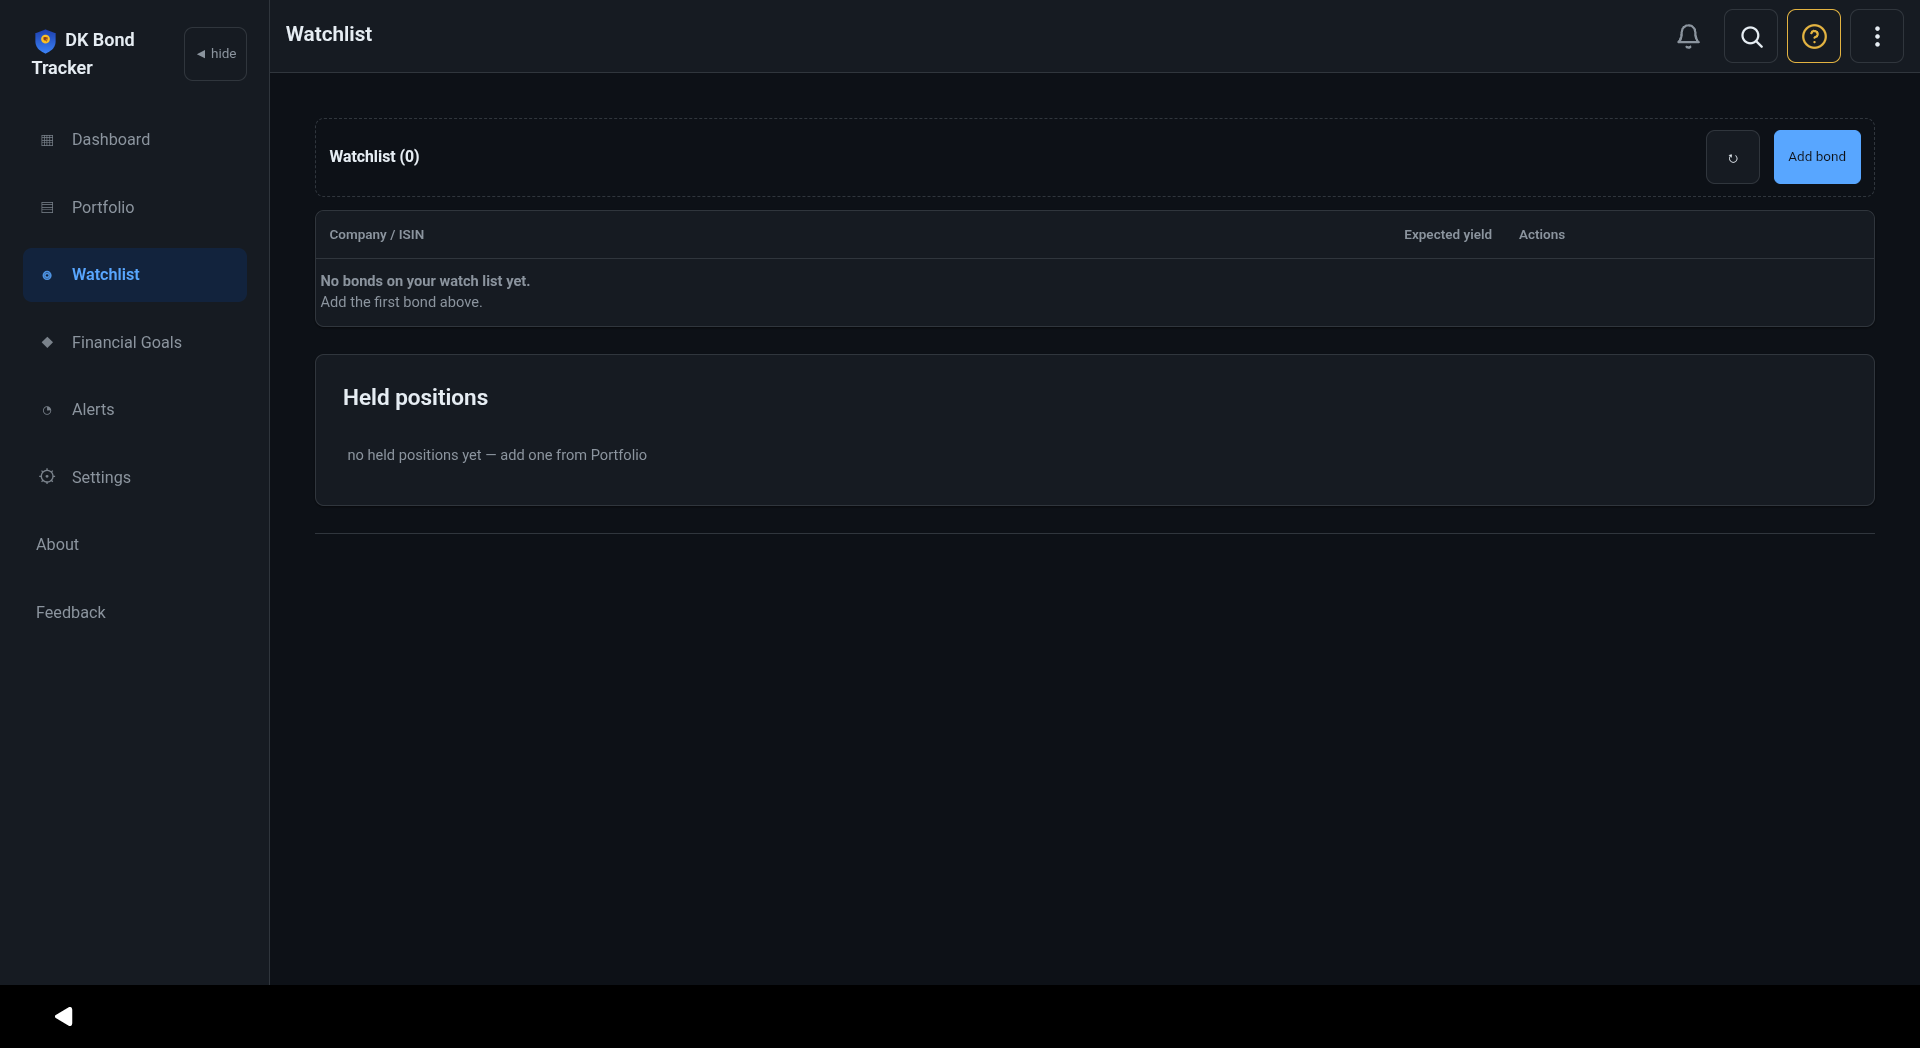 DK Bond
Tracker
◄ hide
Dashboard
Portfolio
Watchlist
Financial Goals
Alerts
Settings
About
Feedback
Watchlist
Watchlist (0)
↻
Add bond
Company / ISIN
Expected yield
Actions
No bonds on your watch list yet.
Add the first bond above.
Held positions
no held positions yet — add one from Portfolio